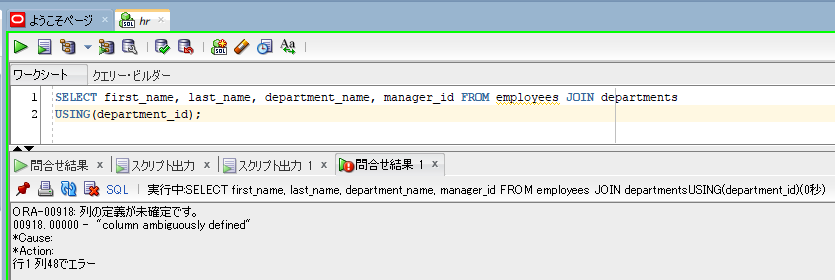 ようこそページ
hr
ワークシート クエリー・ビルダー
1 SELECT first_name, last_name, department_name, manager_id FROM employees JOIN departments
2 USING(department_id);
問合せ結果 スクリプト出力 スクリプト出力 1 問合せ結果 1
SQL | 実行中:SELECT first_name, last_name, department_name, manager_id FROM employees JOIN departmentsUSING(department_id)(0秒)
ORA-00918: 列の定義が未確定です。
00918.00000 - "column ambiguously defined"
*Cause:
*Action:
行1列48でエラー